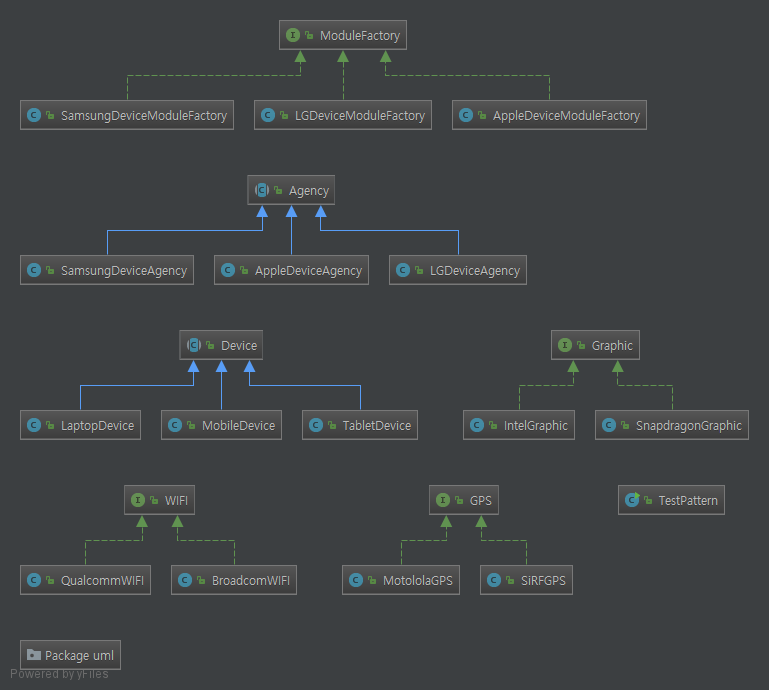 ModuleFactory
SamsungDeviceModuleFactory LGDeviceModuleFactory AppleDeviceModuleFactory
Agency
SamsungDeviceAgency AppleDeviceAgency LGDeviceAgency
Device Graphic
LaptopDevice MobileDevice TabletDevice IntelGraphic SnapdragonGraphic
WIFI GPS TestPattern
QualcommWIFI BroadcomWIFI MotololaGPS SiRFGPS
Package uml
Powered by yFiles